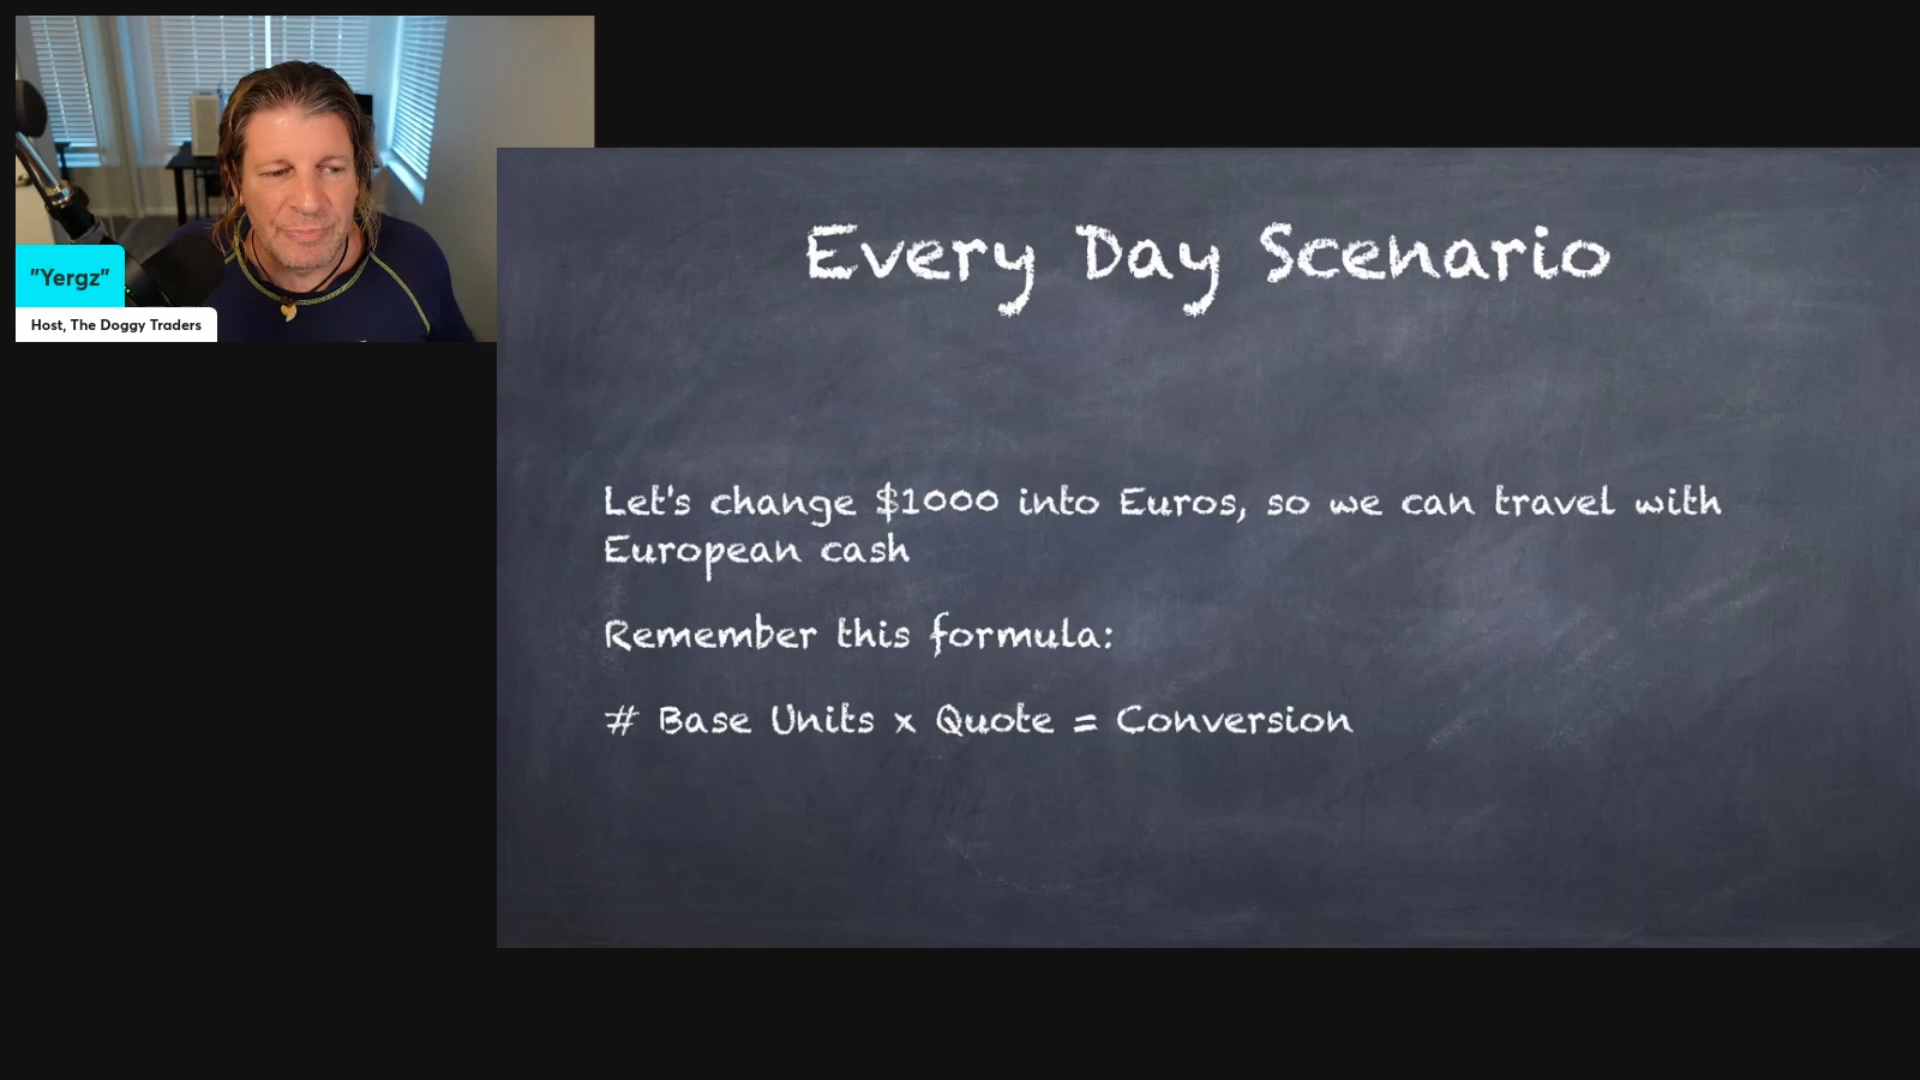 "Yergz"
Host, The Doggy Traders
Every Day Scenario
Let's change $1000 into Euros, so we can travel with
European cash
Remember this formula:
# Base Units x Quote = Conversion